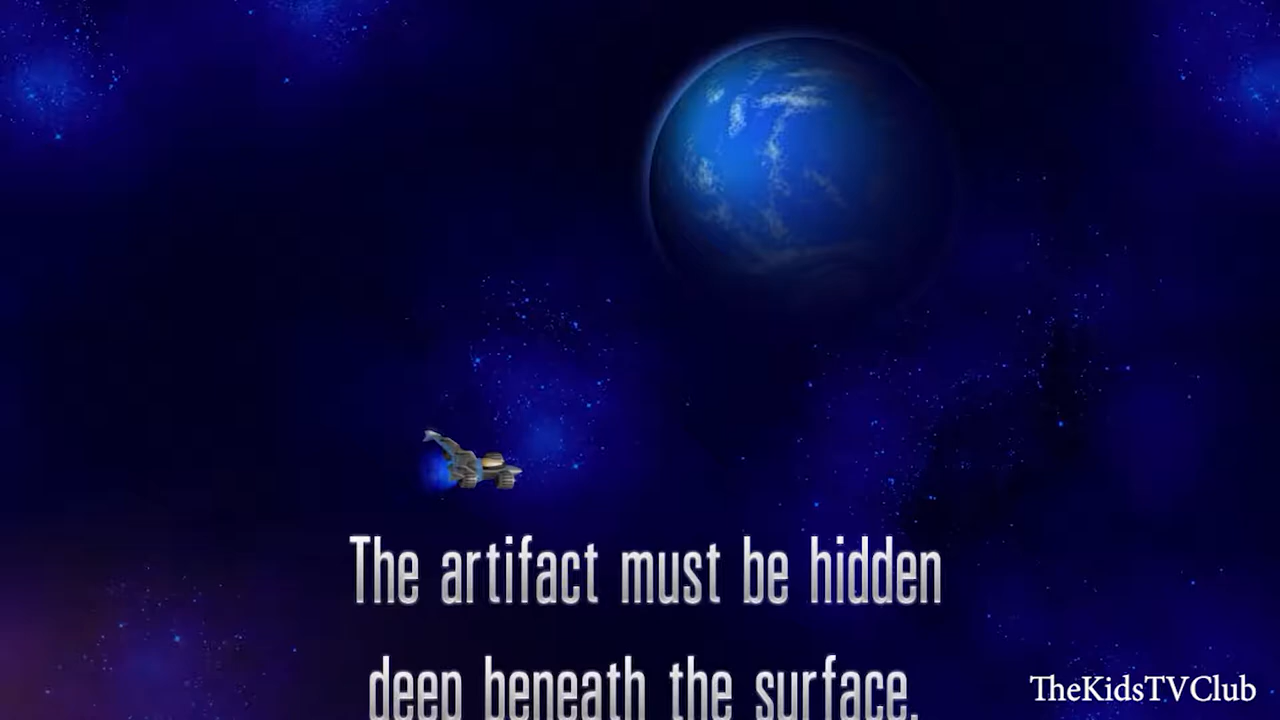 The artifact must be hidden
deep beneath the surface.
TheKidsTVClub